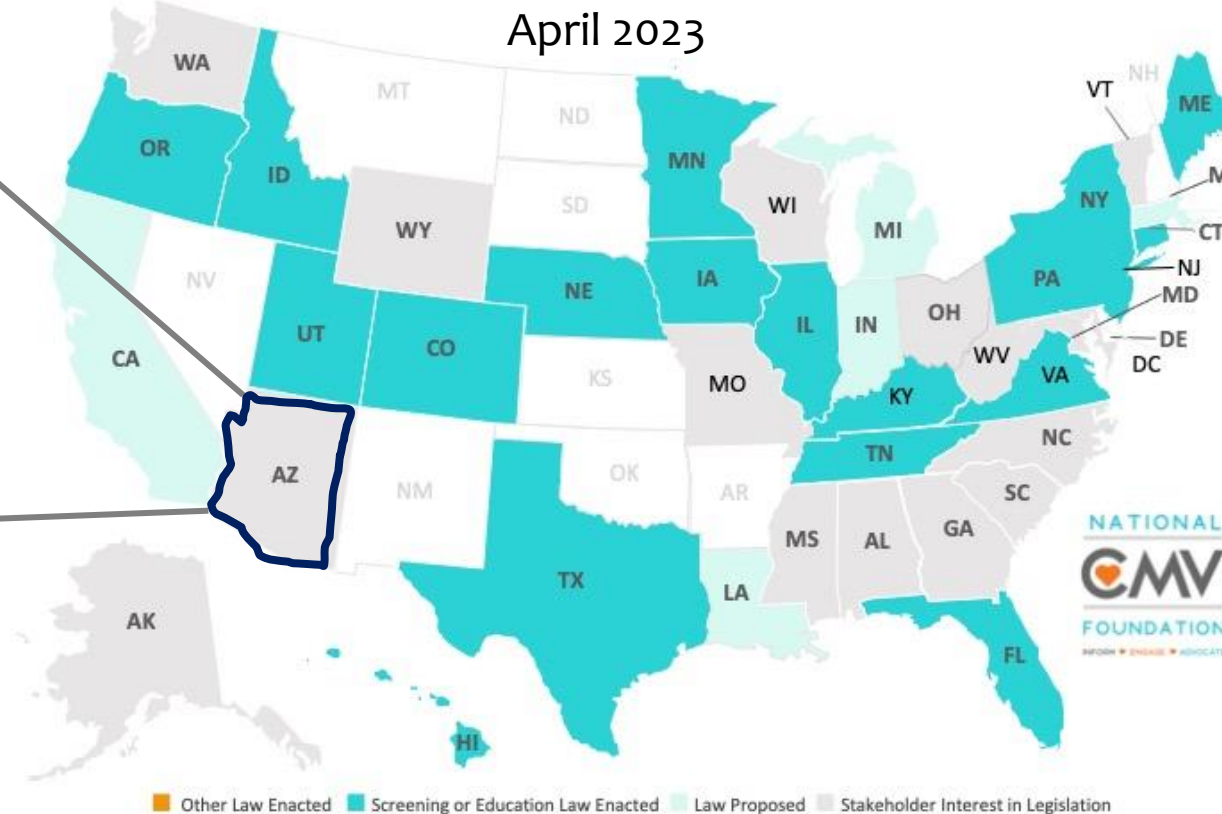 April 2023
WA
MT
ND
MN
VT
NH
ME
OR
ID
SD
WI
MI
NY
M
WY
CT
NV
NE
IA
PA
NJ
MD
CA
UT
CO
IL
IN
OH
DE
WV
DC
KS
MO
VA
KY
NC
TN
AZ
NM
OK
AR
SC
MS
AL
GA
NATIONAL
CMV
FOUNDATION
INFORM ♥ ENGAGE ♥ ADVOCATE
TX
LA
AK
FL
HI
Other Law Enacted Screening or Education Law Enacted Law Proposed Stakeholder Interest in Legislation